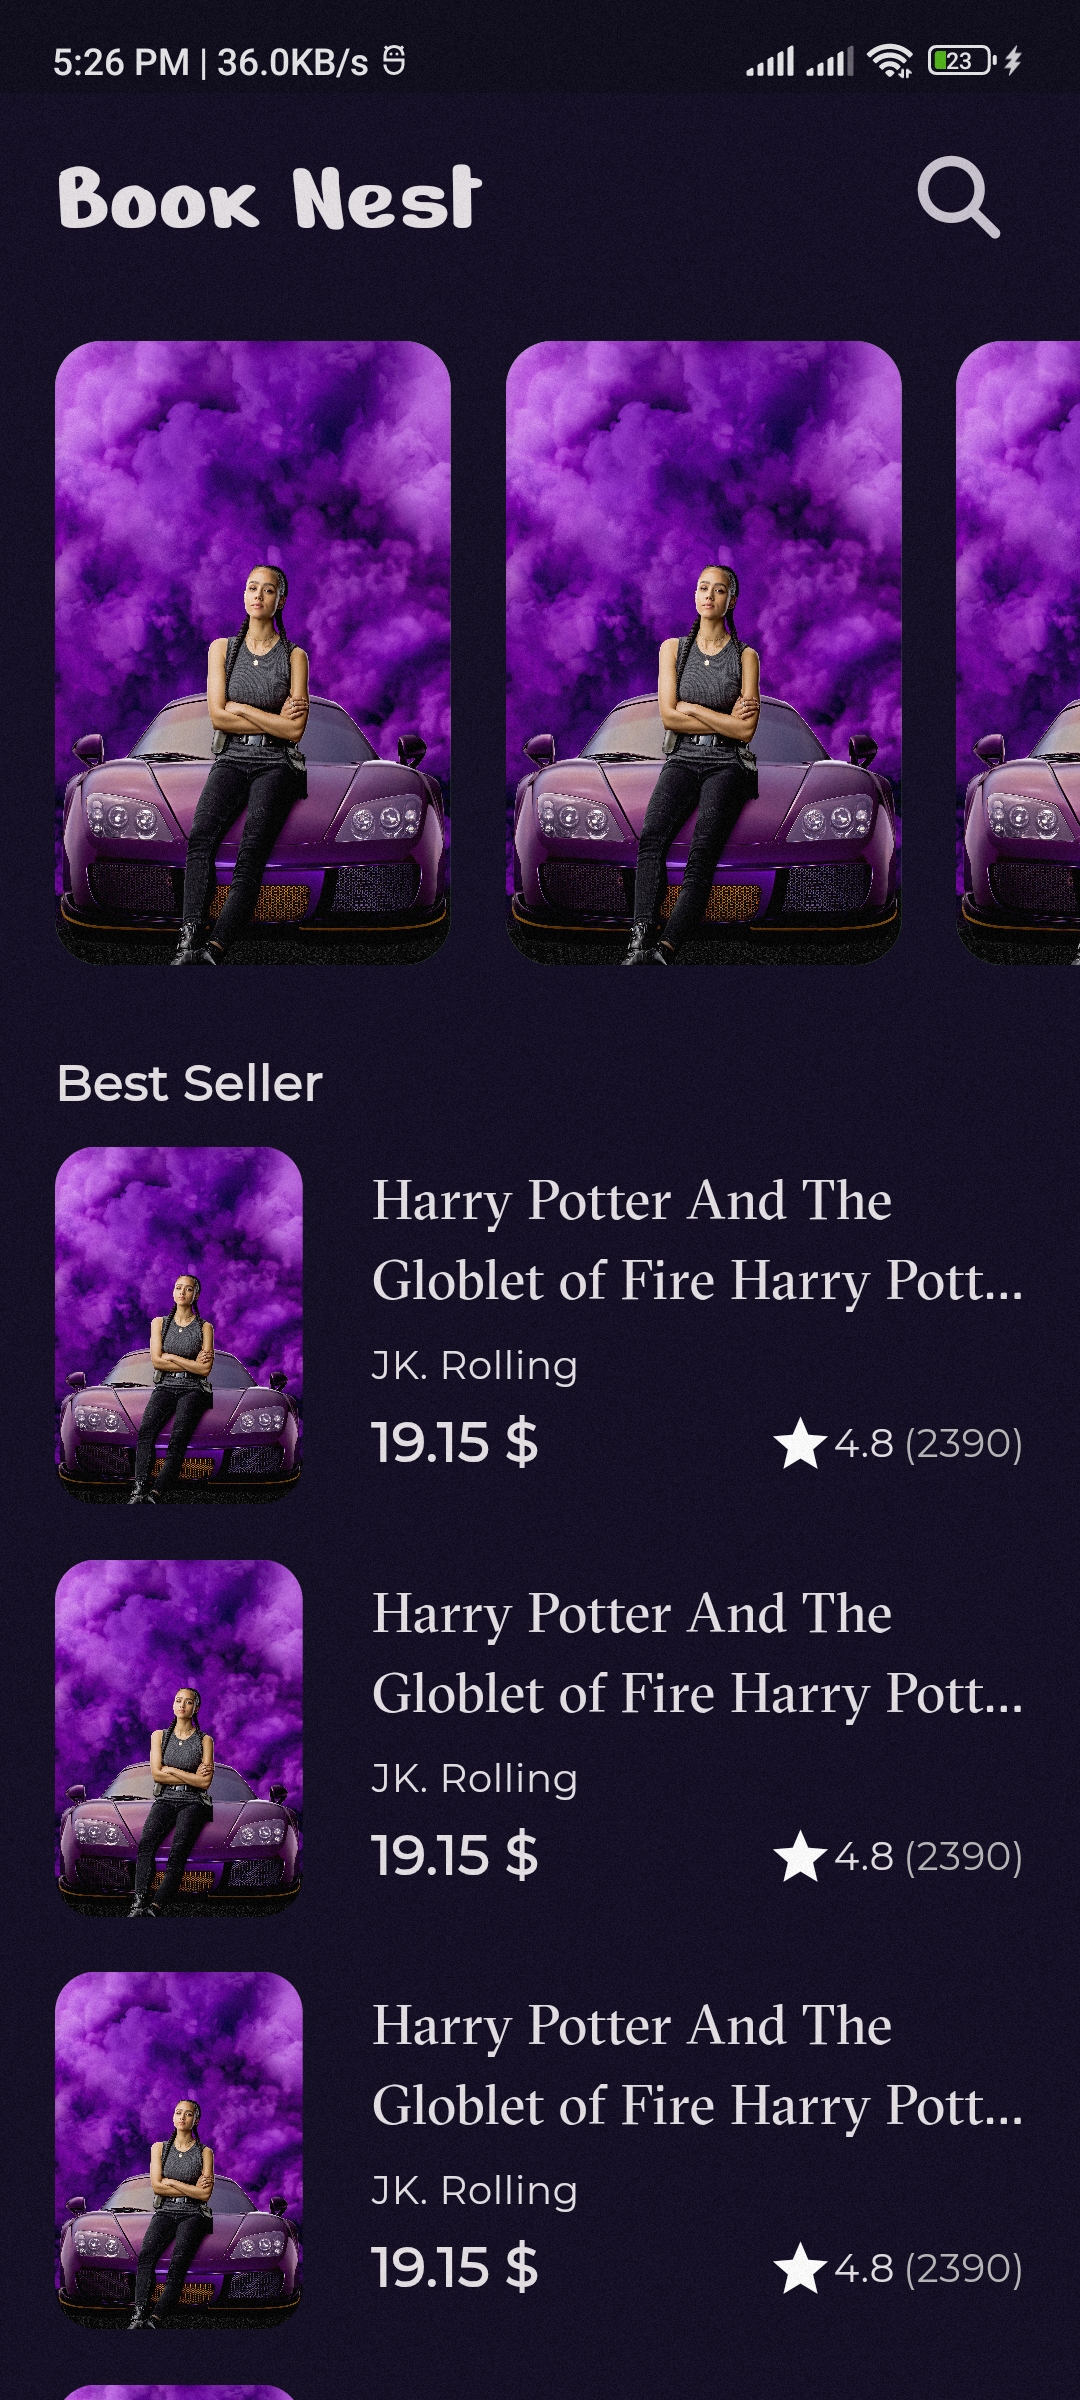 5:26 PM | 36.0KB/s
23
Book Nest
Best Seller
Harry Potter And The
Globlet of Fire Harry Pott...
JK. Rolling
19.15 $
4.8 (2390)
Harry Potter And The
Globlet of Fire Harry Pott...
JK. Rolling
19.15 $
4.8 (2390)
Harry Potter And The
Globlet of Fire Harry Pott...
JK. Rolling
19.15 $
4.8 (2390)